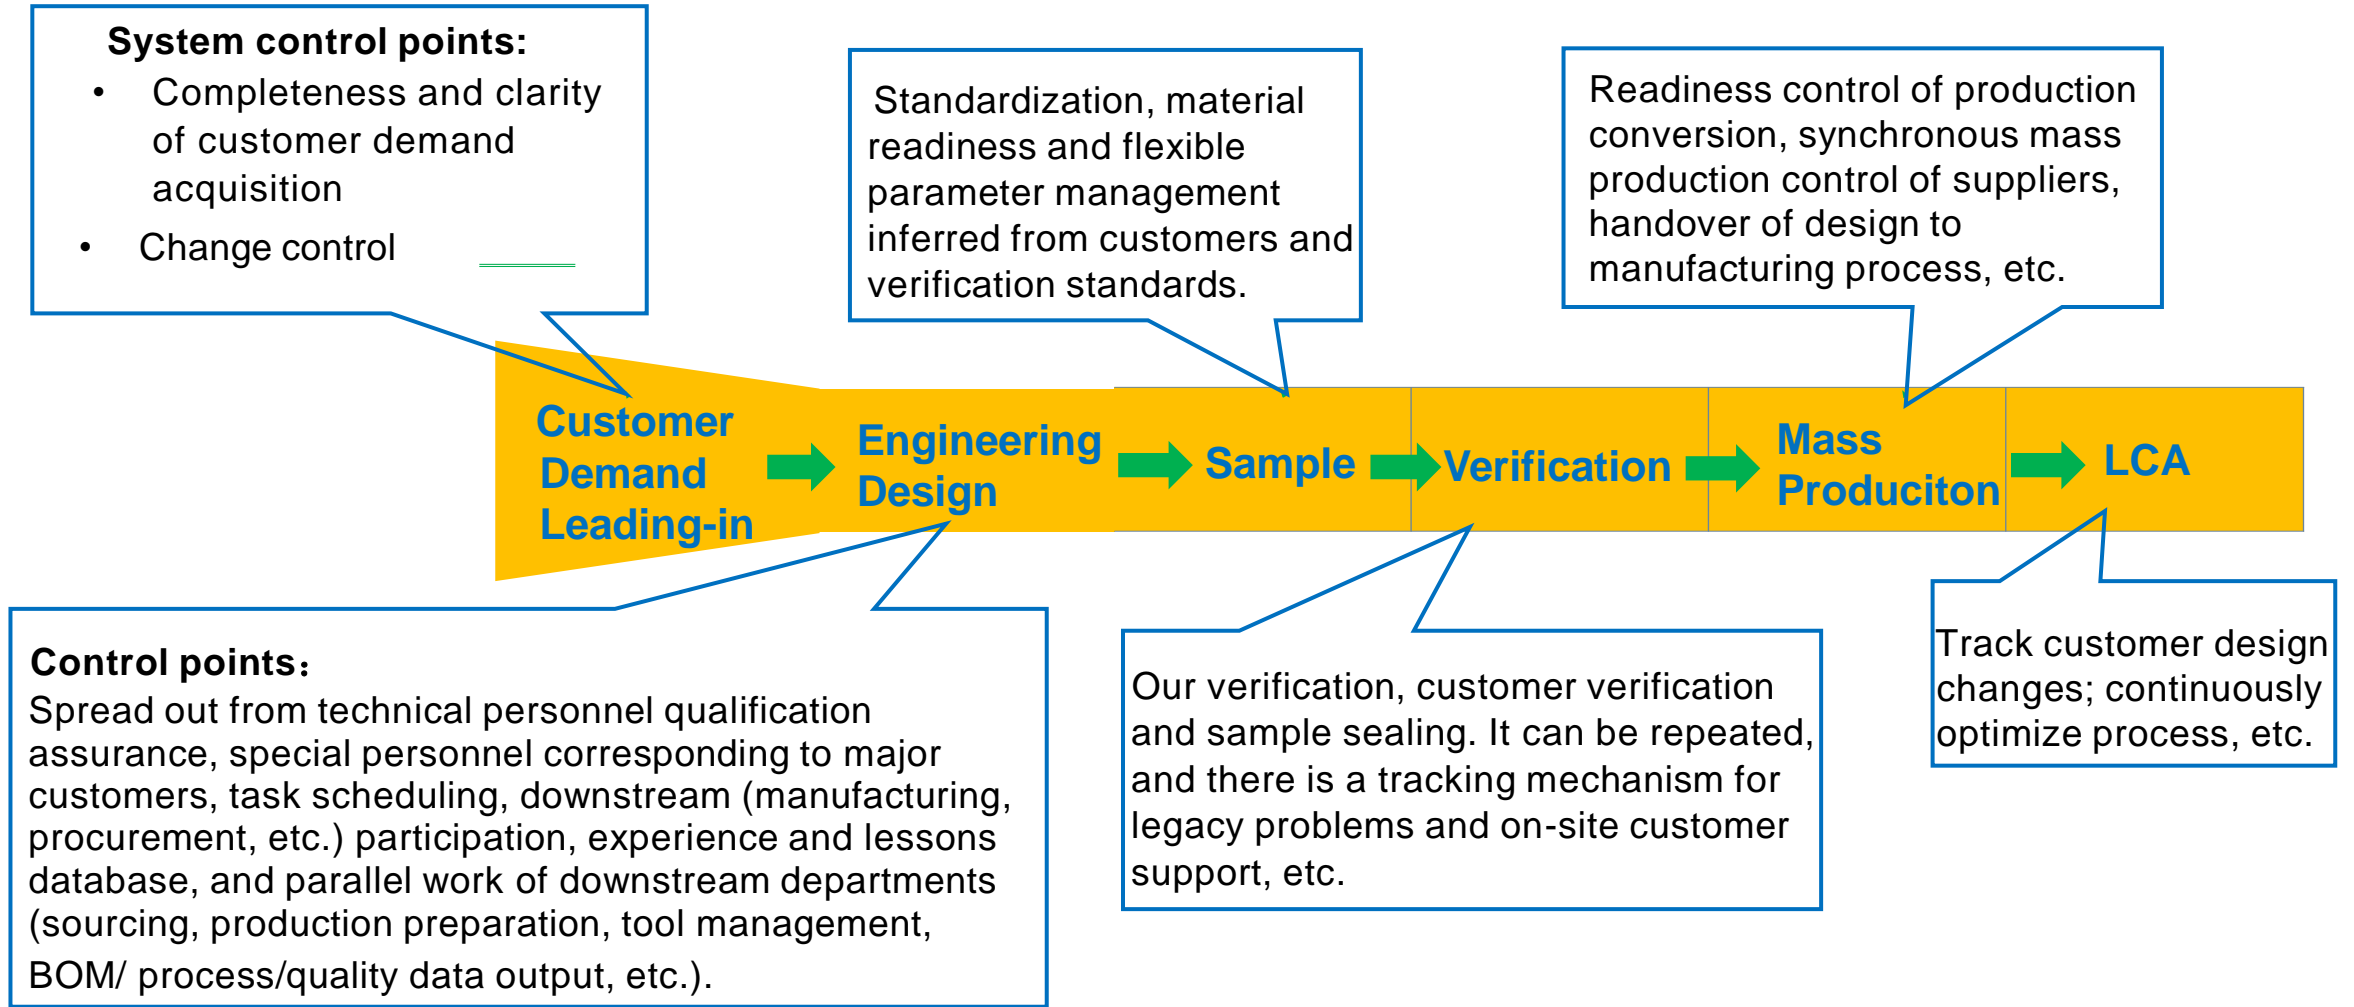 System control points:
• Completeness and clarity
of customer demand
acquisition
• Change control
Standardization, material
readiness and flexible
parameter management
inferred from customers and
verification standards.
Readiness control of production
conversion, synchronous mass
production control of suppliers,
handover of design to
manufacturing process, etc.
Customer
Demand
Leading-in
Engineering
Design
Sample
Verification
Mass
Produciton
LCA
Control points：
Spread out from technical personnel qualification
assurance, special personnel corresponding to major
customers, task scheduling, downstream (manufacturing,
procurement, etc.) participation, experience and lessons
database, and parallel work of downstream departments
(sourcing, production preparation, tool management,
BOM/ process/quality data output, etc.).
Our verification, customer verification
and sample sealing. It can be repeated,
and there is a tracking mechanism for
legacy problems and on-site customer
support, etc.
Track customer design
changes; continuously
optimize process, etc.